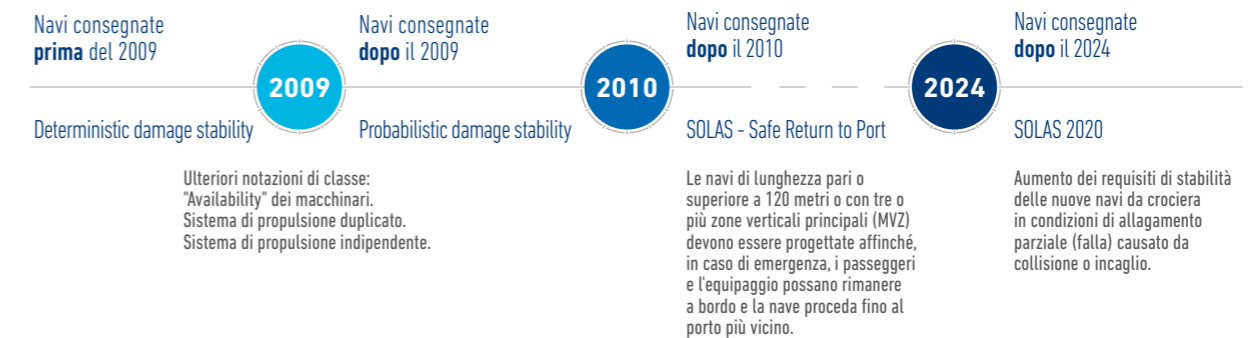 Navi consegnate
prima del 2009
Navi consegnate
dopo il 2009
Navi consegnate
dopo il 2010
Navi consegnate
dopo il 2024
2009
2010
2024
Deterministic damage stability
Probabilistic damage stability
SOLAS - Safe Return to Port
SOLAS 2020
Ulteriori notazioni di classe:
"Availability" dei macchinari.
Sistema di propulsione duplicato.
Sistema di propulsione indipendente.
Le navi di lunghezza pari o
superiore a 120 metri o con tre o
più zone verticali principali (MVZ)
devono essere progettate affinché,
in caso di emergenza, i passeggeri
e l'equipaggio possano rimanere
a bordo e la nave proceda fino al
porto più vicino.
Aumento dei requisiti di stabilità
delle nuove navi da crociera
in condizioni di allagamento
parziale (falla) causato da
collisione o incaglio.